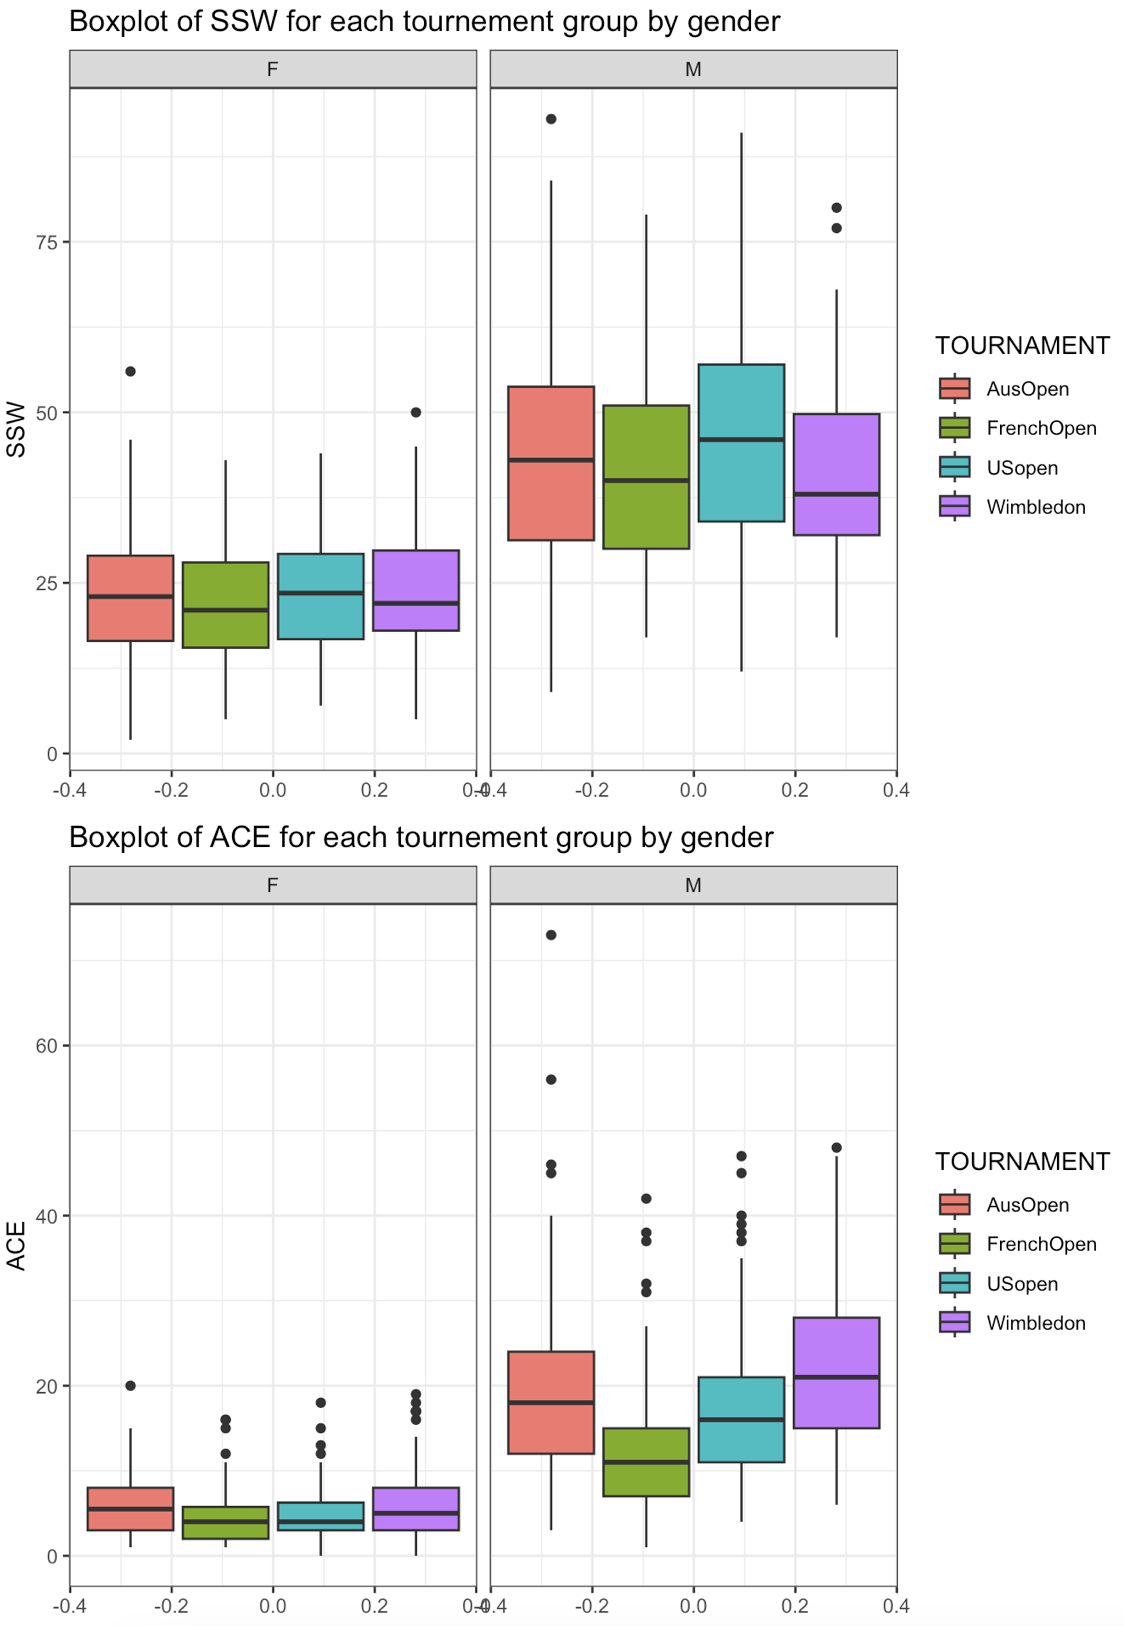 Boxplot of SSW for each tournement group by gender
F
M
75
50
25
0
SSW
-0.4 -0.2 0.0 0.2 0.4
-0.4 -0.2 0.0 0.2 0.4
TOURNAMENT
AusOpen
FrenchOpen
USopen
Wimbledon
Boxplot of ACE for each tournement group by gender
F
M
60
40
20
0
ACE
-0.4 -0.2 0.0 0.2 0.4
-0.4 -0.2 0.0 0.2 0.4
TOURNAMENT
AusOpen
FrenchOpen
USopen
Wimbledon